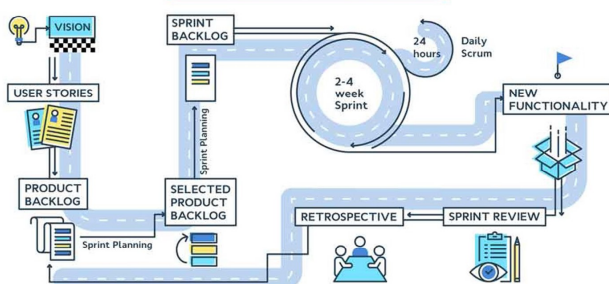 VISION
USER STORIES
PRODUCT
BACKLOG
Sprint Planning
SELECTED
PRODUCT
BACKLOG
Sprint Planning
SPRINT
BACKLOG
2-4
week
Sprint
24
hours
Daily
Scrum
NEW
FUNCTIONALITY
SPRINT REVIEW
RETROSPECTIVE